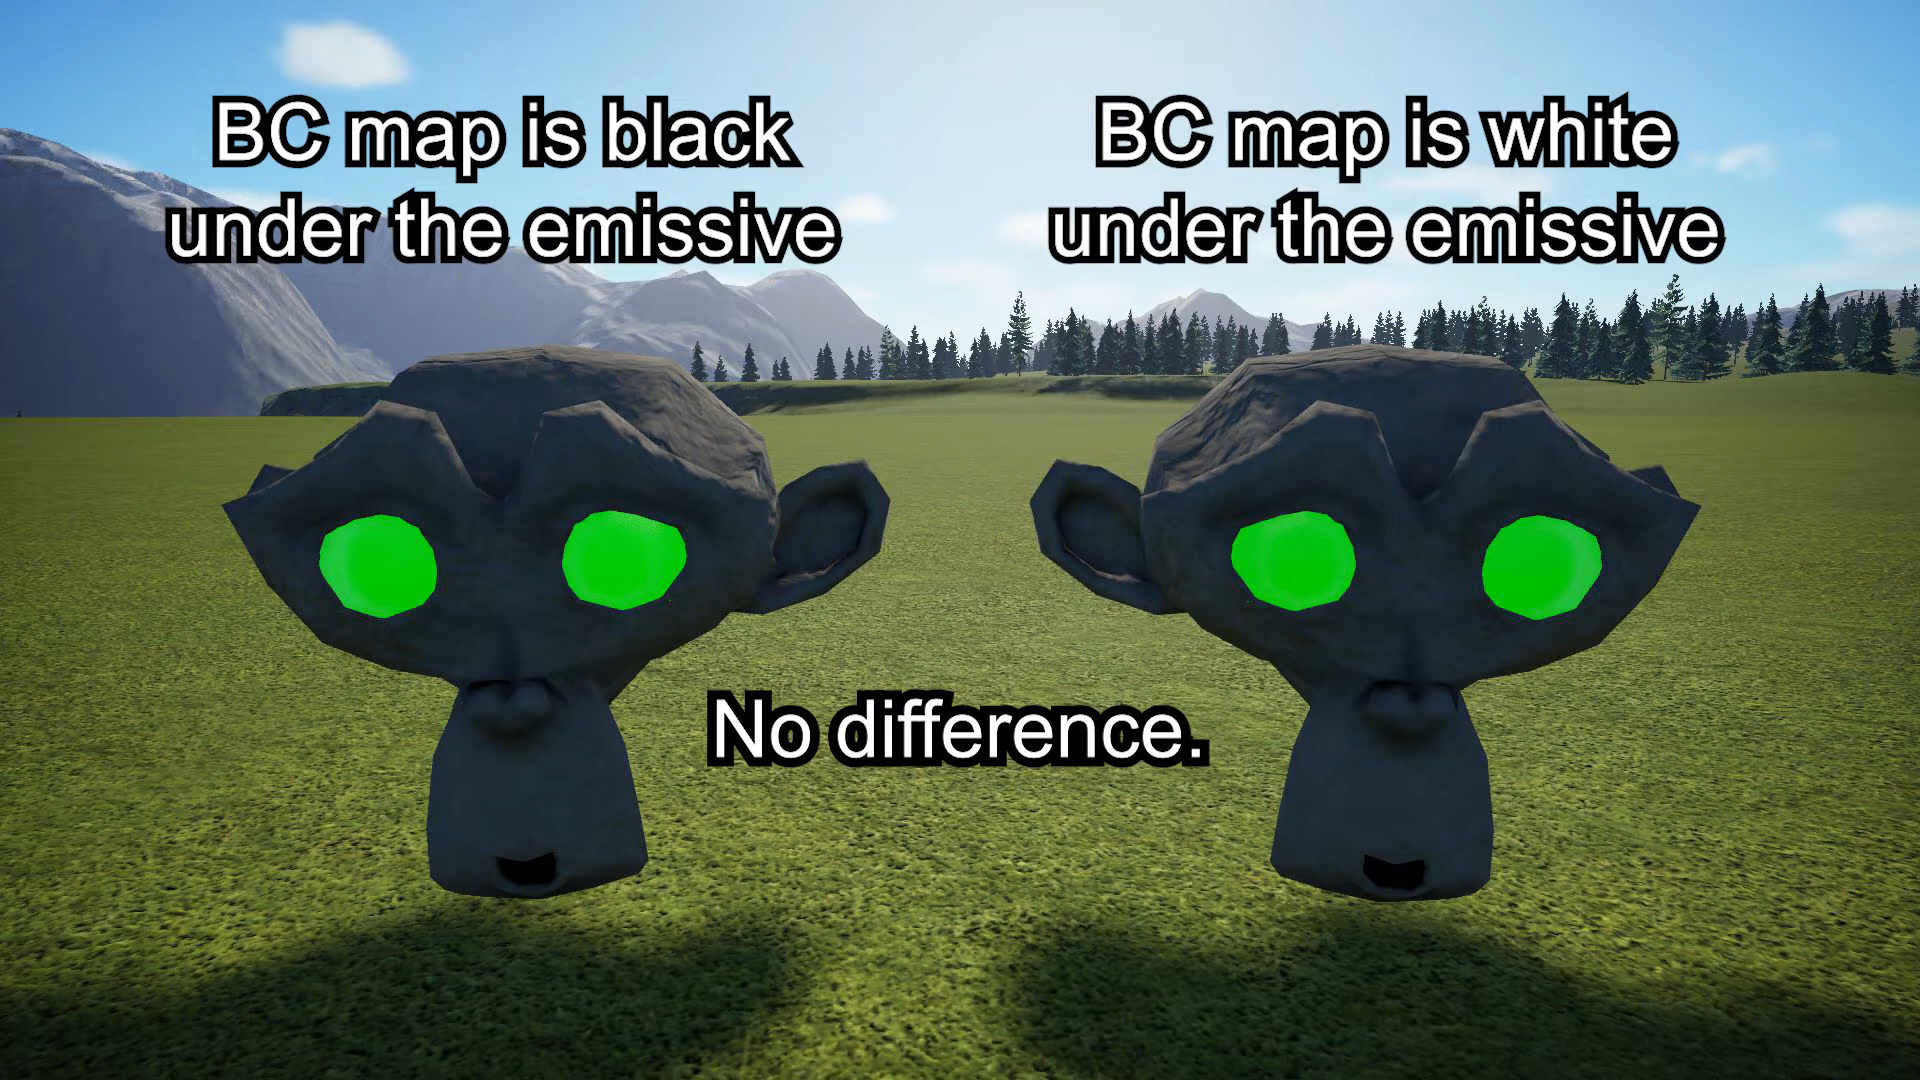 BC map is black
under the emissive
BC map is white
under the emissive
No difference.